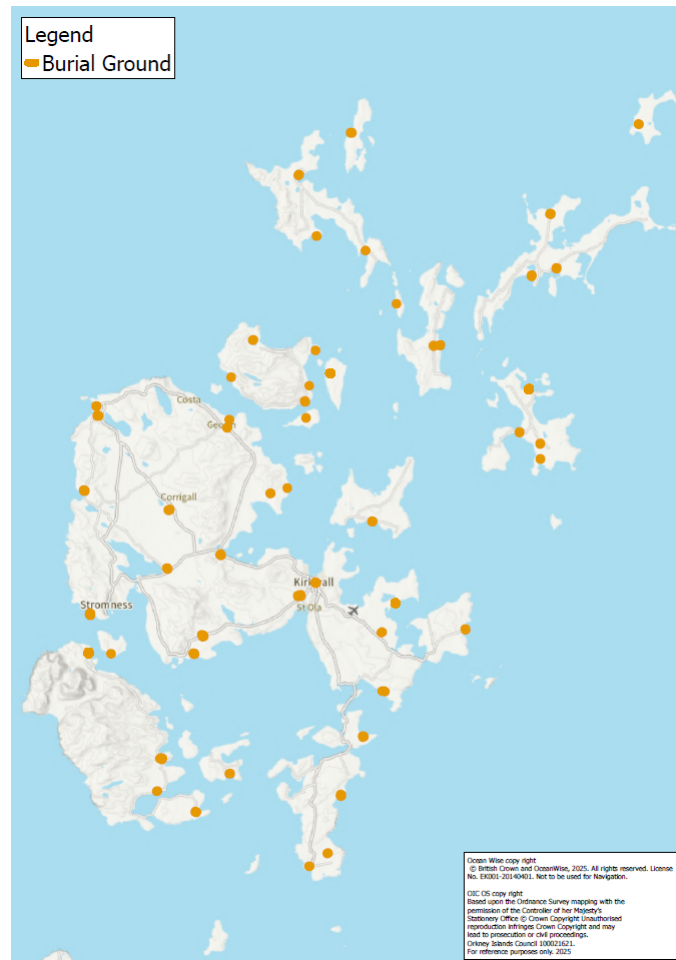 Legend
Burial Ground
Costa
Corrigall
Kirkwall
St Ola
Stromness
Ocean Wise copy right
© British Crown and OceanWise, 2025. All rights reserved. License
No. EK001-20140401. Not to be used for Navigation.
OIC OS copy right
Based upon the Ordnance Survey mapping with the
permission of the Controller of her Majesty's
Stationery Office © Crown Copyright Unauthorised
reproduction infringes Crown Copyright and may
lead to prosecution or civil proceedings.
Orkney Islands Council 100021621.
For reference purposes only. 2025